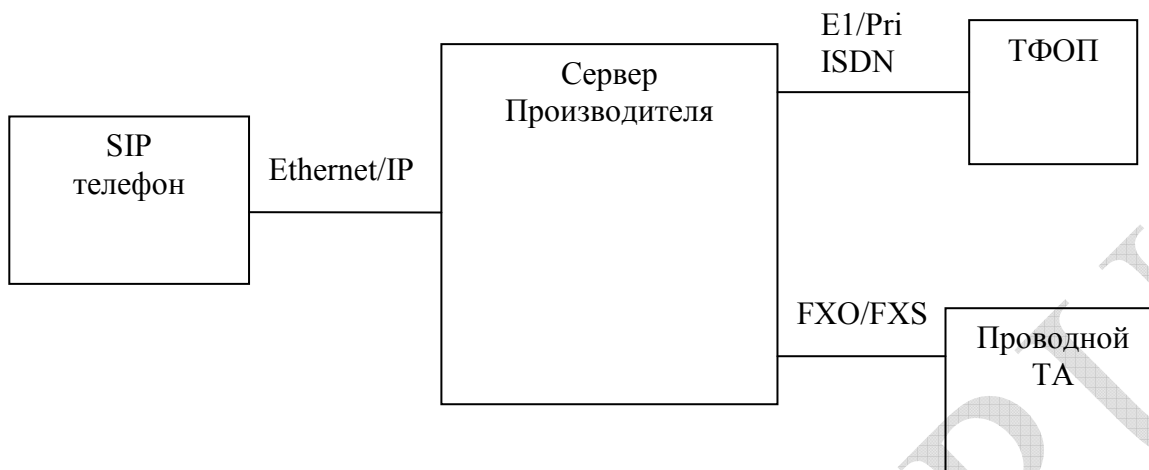 E1/Pri
ISDN
ТФОП
Сервер
Производителя
SIP
телефон
Ethernet/IP
FXO/FXS
Проводной
ТА